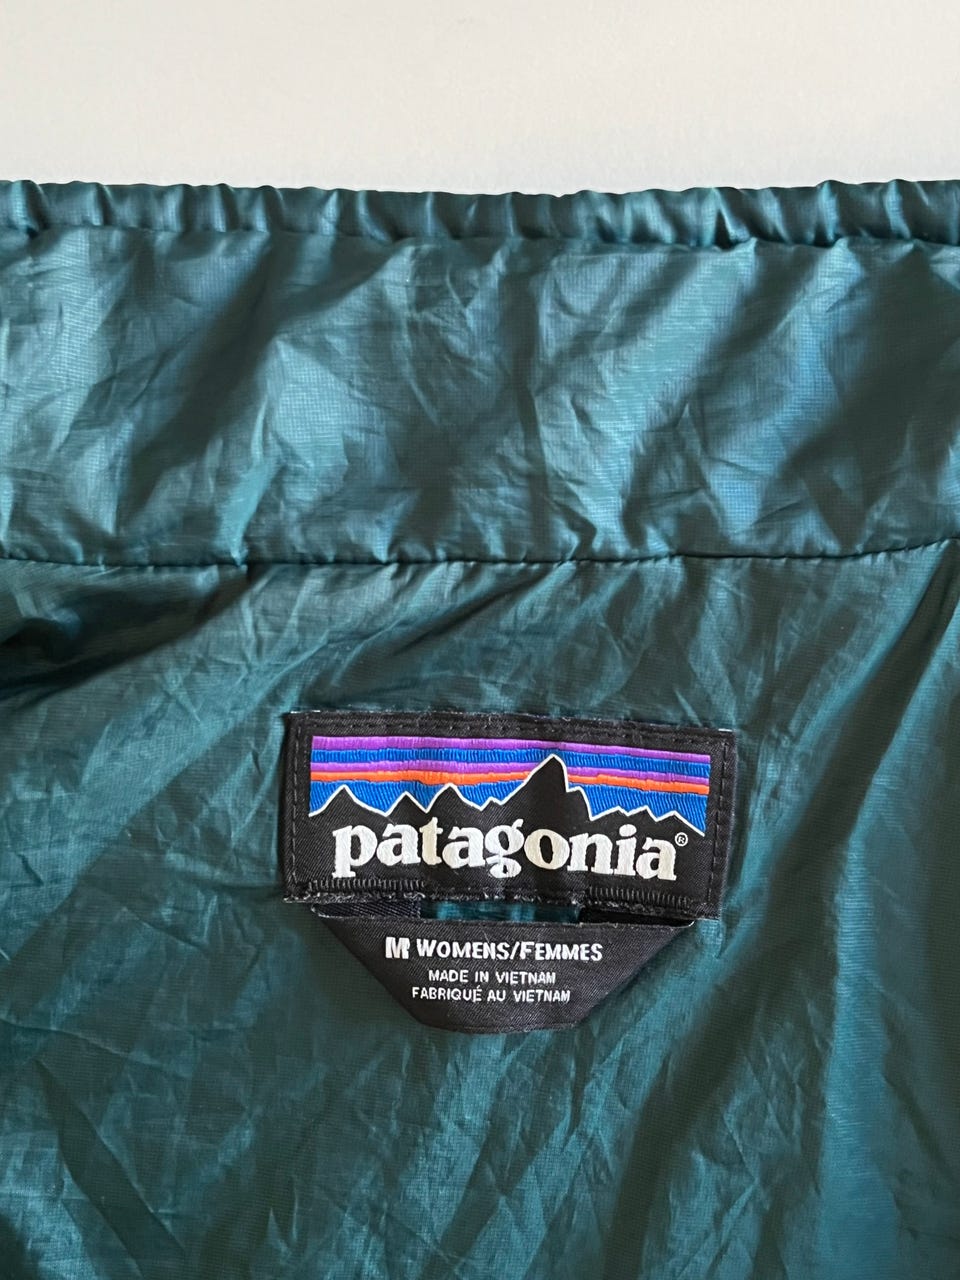 patagonia®
M WOMENS/FEMMES
MADE IN VIETNAM
FABRIQUÉ AU VIETNAM